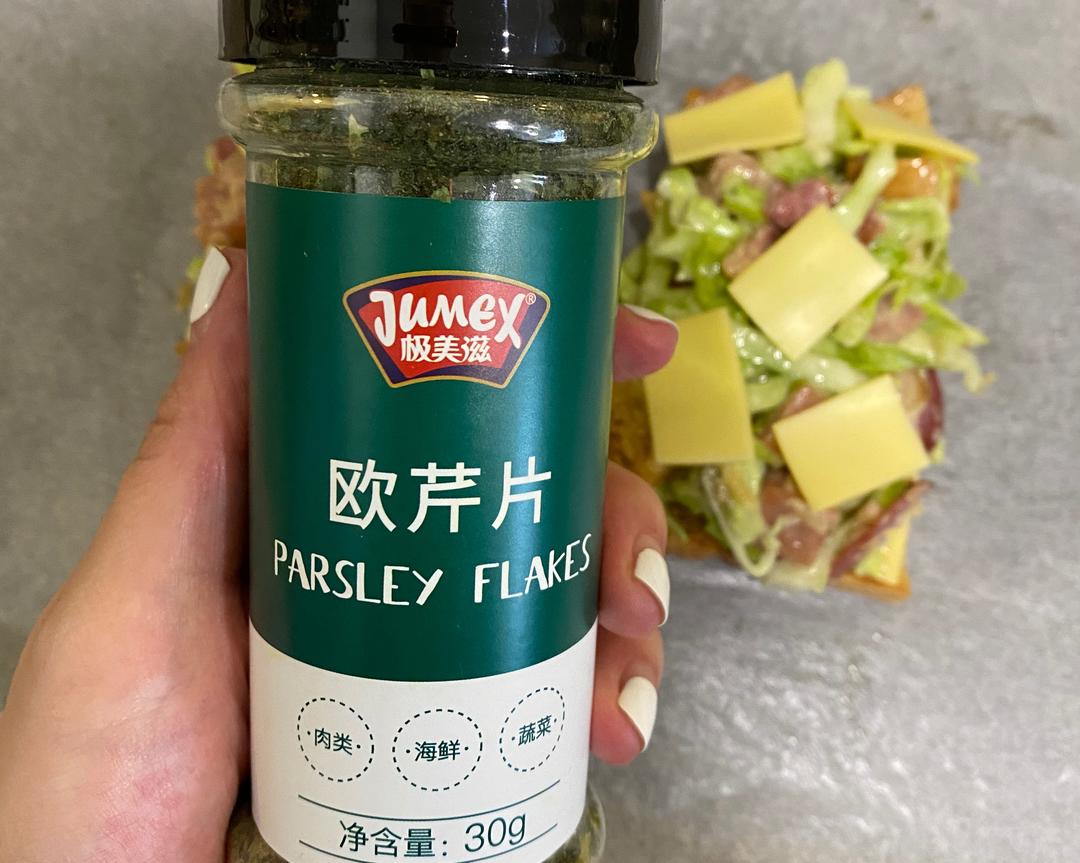 JUMEX®
极美滋
欧芹片
PARSLEY FLAKES
·肉类· ·海鲜· ·蔬菜·
净含量：30g